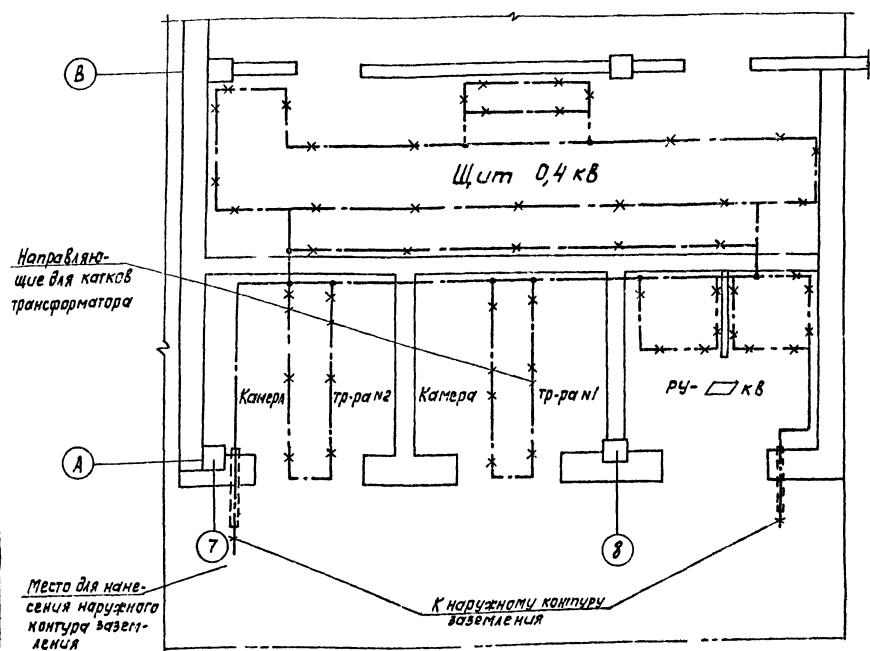 В
Щит 0,4 кв
Направляю-
щие для катков
трансформатора
Камера
тр-ра №2
Камера
тр-ра №1
РУ- кв
А
7
8
Место для нане-
сения наружного
контура зазем-
ления
К наружному контуру
заземления